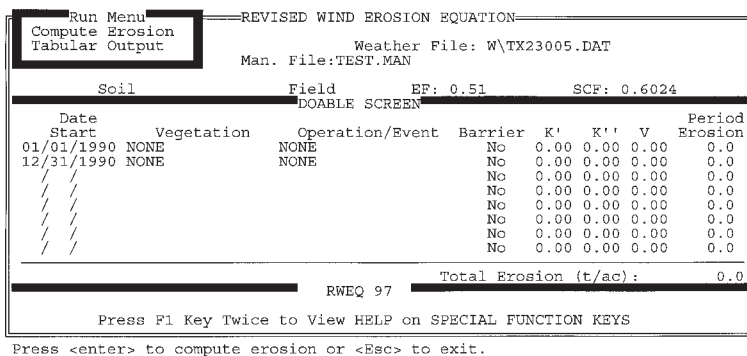 Run Menu
REVISED WIND EROSION EQUATION
Compute Erosion
Tabular Output
Weather File: W\TX23005.DAT
Man. File:TEST.MAN
Soil Field EF: 0.51 SCF: 0.6024
DOABLE SCREEN
Date Period
Start Vegetation Operation/Event Barrier K' K'' V Erosion
01/01/1990 NONE NONE No 0.00 0.00 0.00 0.0
12/31/1990 NONE NONE No 0.00 0.00 0.00 0.0
/ / No 0.00 0.00 0.00 0.0
/ / No 0.00 0.00 0.00 0.0
/ / No 0.00 0.00 0.00 0.0
/ / No 0.00 0.00 0.00 0.0
/ / No 0.00 0.00 0.00 0.0
/ / No 0.00 0.00 0.00 0.0
Total Erosion (t/ac): 0.0
RWEQ 97
Press F1 Key Twice to View HELP on SPECIAL FUNCTION KEYS
Press <enter> to compute erosion or <Esc> to exit.